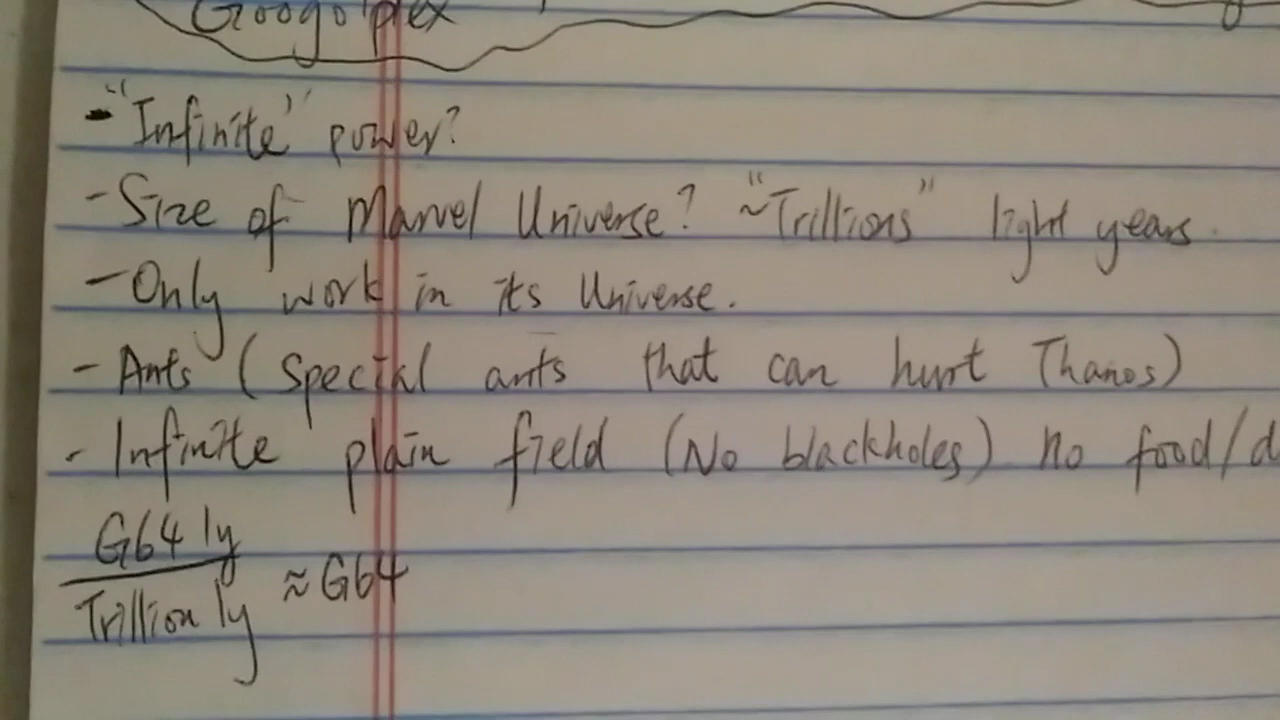 Googolplex
- "Infinite" power?
- Size of Marvel Universe? ~"Trillions" light years.
- Only work in its Universe.
- Ants (Special ants that can hurt Thanos)
- Infinite plain field (No blackholes) no food/d
G64 ly
Trillion ly ≈ G64